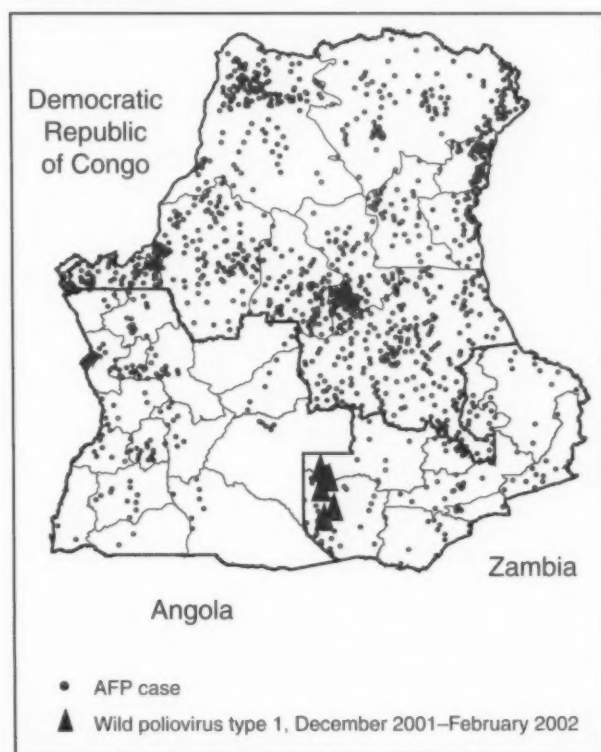 Democratic
Republic
of Congo
Zambia
Angola
AFP case
Wild poliovirus type 1, December 2001–February 2002